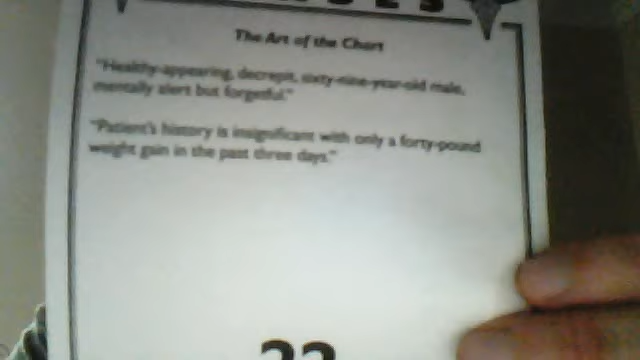 The Art of the Chart
"Healthy-appearing, decrepit, sixty-nine-year-old male,
mentally alert but forgetful."
"Patient's history is insignificant with only a forty-pound
weight gain in the past three days."